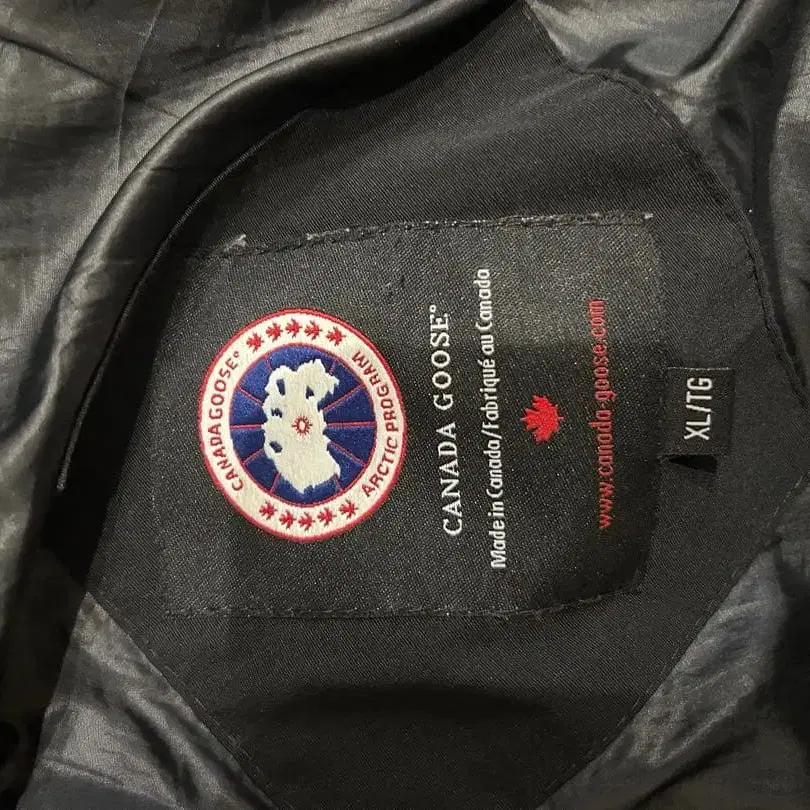 CANADA GOOSE®
ARCTIC PROGRAM
CANADA GOOSE®
Made in Canada/Fabriqué au Canada
www.canada-goose.com
XL/TG